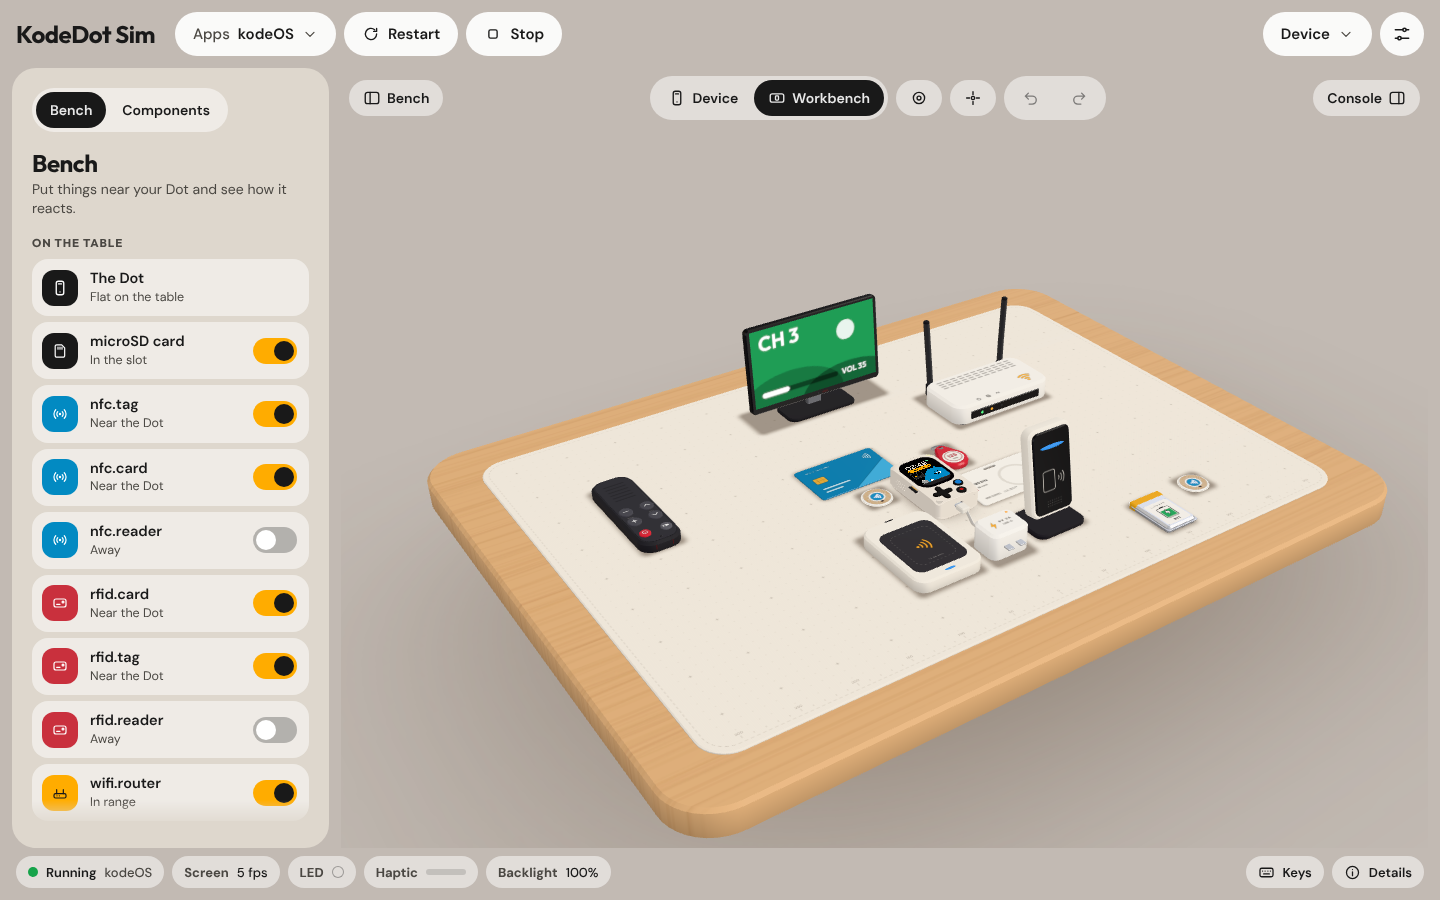 KodeDot Sim
Apps kodeOS
Restart
Stop
Device
Bench
Components
Bench
Device
Workbench
Console
Bench
Put things near your Dot and see how it
reacts.
ON THE TABLE
The Dot
Flat on the table
microSD card
In the slot
nfc.tag
Near the Dot
nfc.card
Near the Dot
nfc.reader
Away
rfid.card
Near the Dot
rfid.tag
Near the Dot
rfid.reader
Away
wifi.router
In range
CH 3
VOL 35
Running kodeOS
Screen 5 fps
LED
Haptic
Backlight 100%
Keys
Details